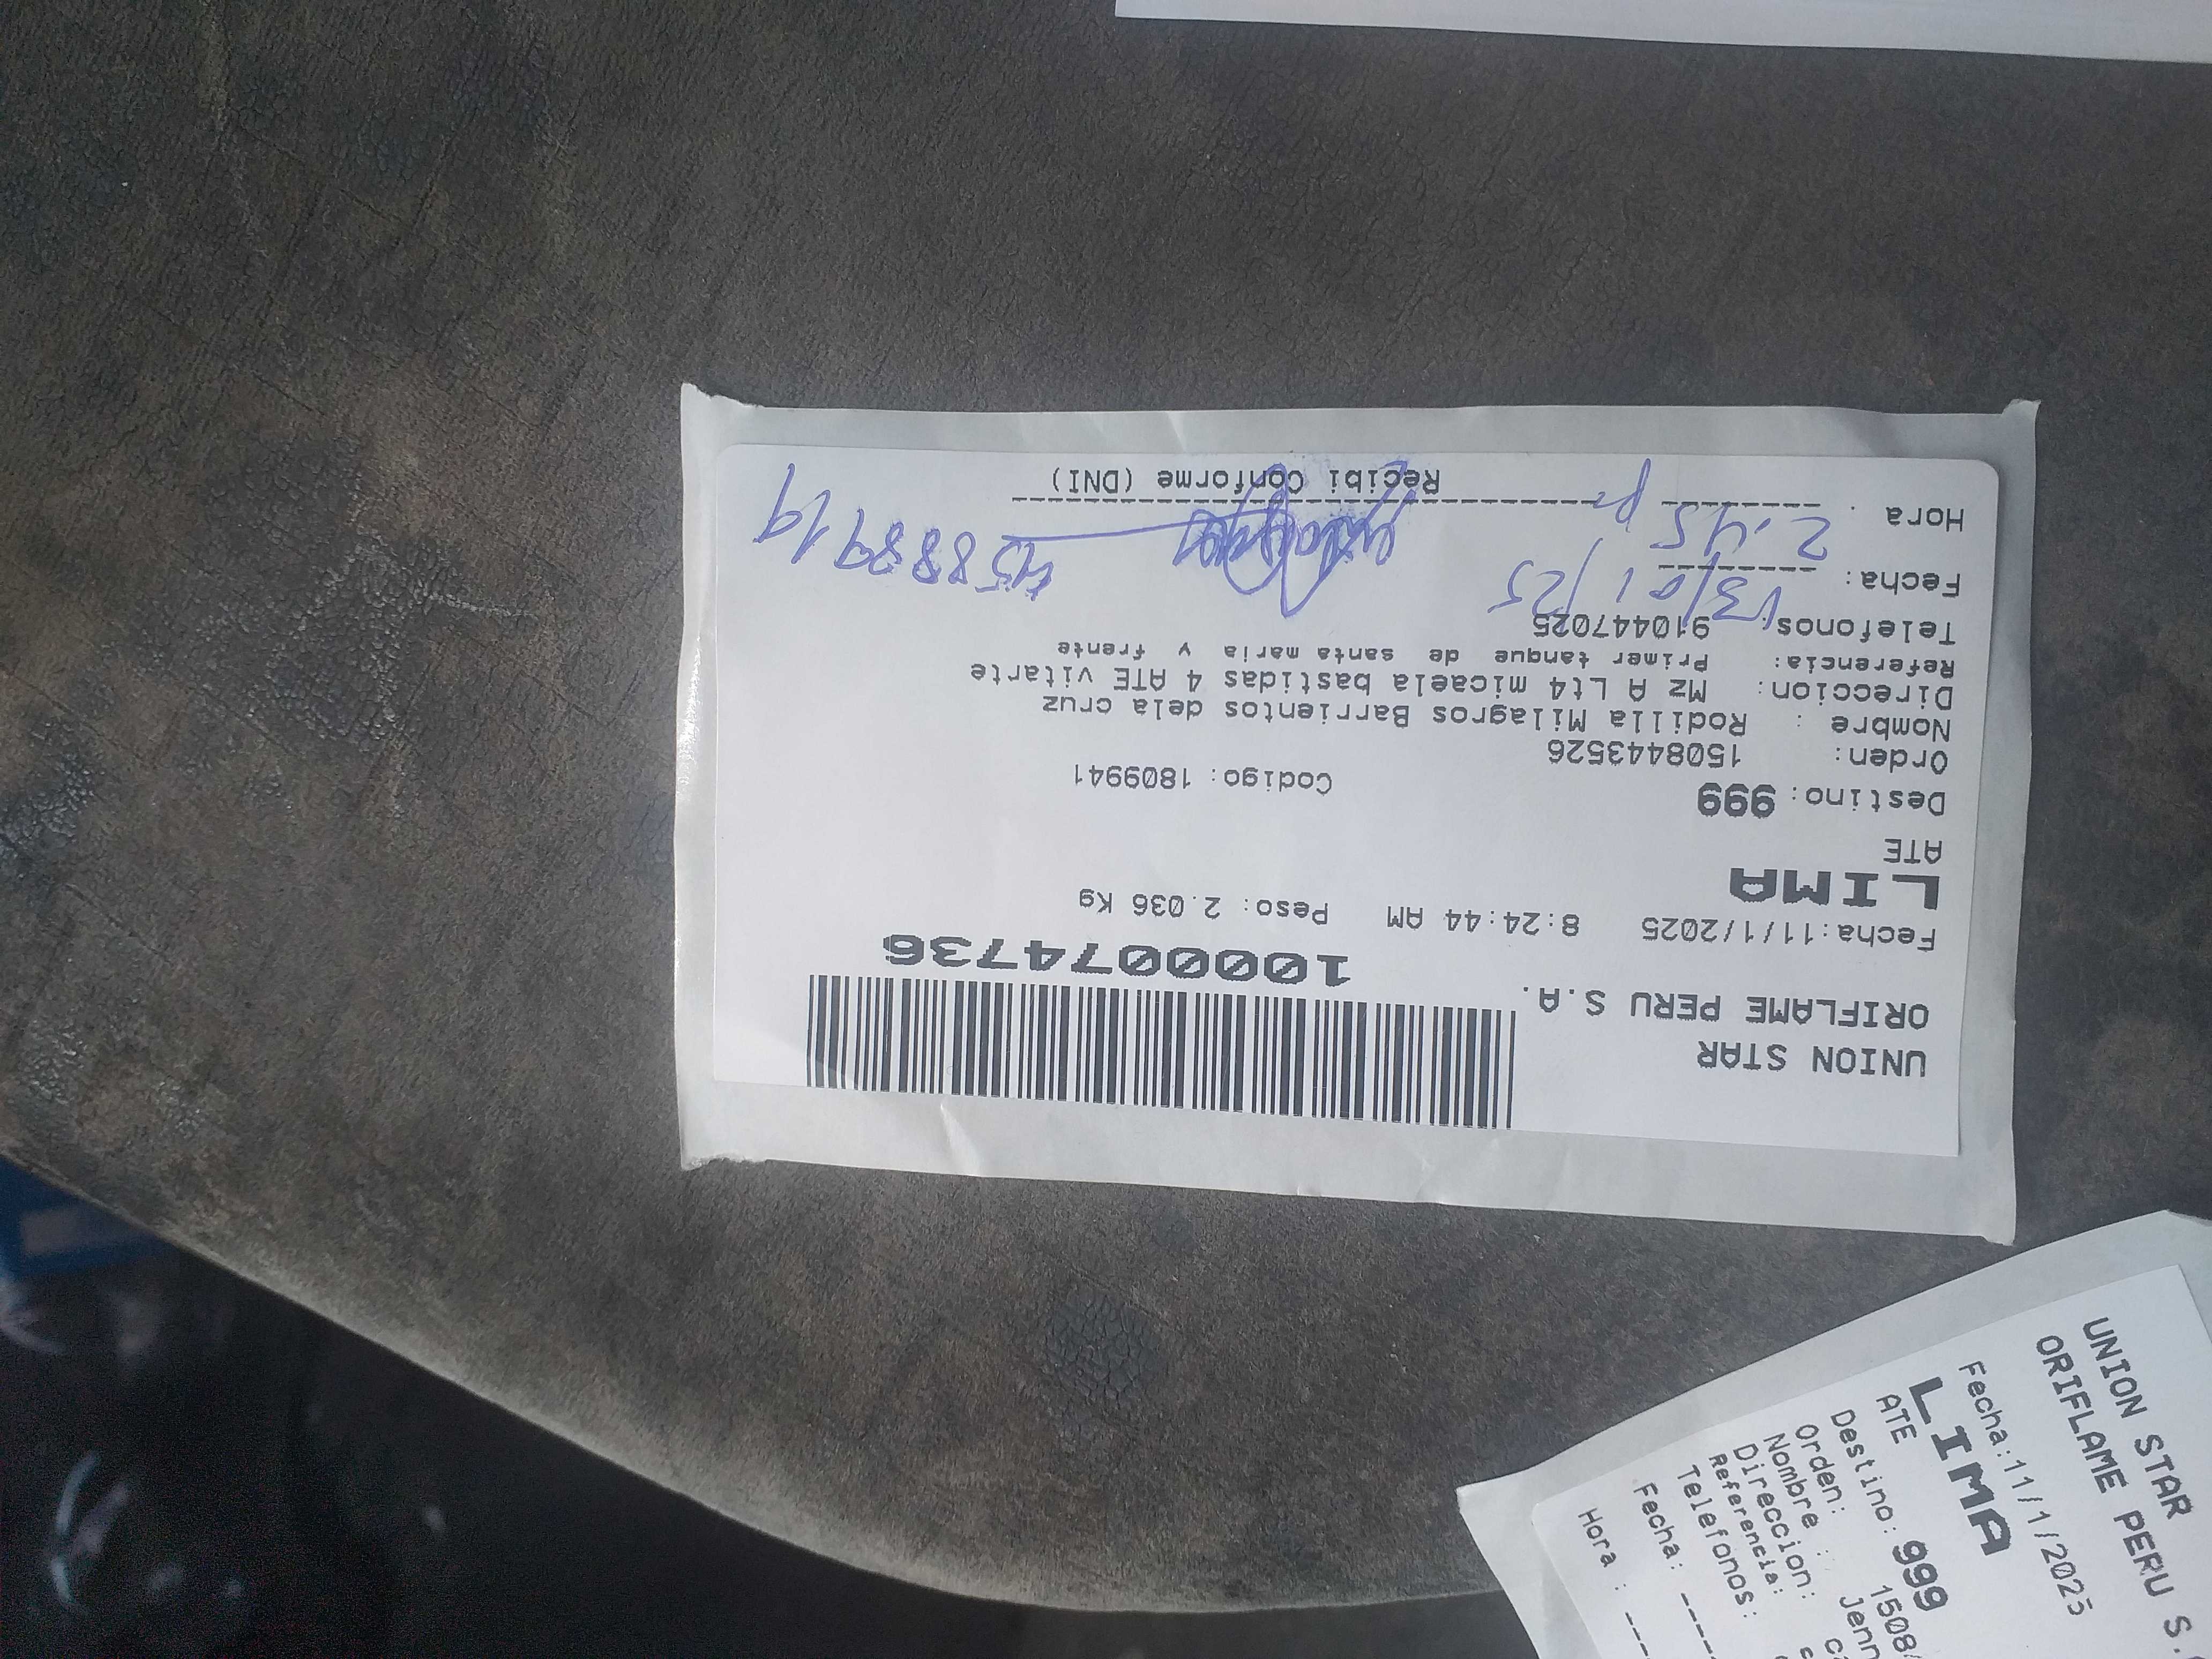 UNION STAR
ORIFLAME PERU S.A.
1000074736
Fecha:11/1/2025 8:24:44 AM Peso: 2.036 Kg
LIMA
ATE
Destino: 999 Codigo: 1809941
Orden: 1508443526
Nombre : Rodilla Milagros Barrientos dela cruz
Direccion: Mz A Lt4 micaela bastidas 4 ATE vitarte
Referencia: Primer tanque de santa maria y frente
Telefonos: 910447025
Fecha: 13/01/25
Hora : 2:45 p
Recibi Conforme (DNI)
UNION STAR
ORIFLAME PERU S.
Fecha:11/1/2025
LIMA
ATE
Destino: 999
Orden: 1508
Nombre : Jenn
Direccion:
Referencia:
Telefonos:
Fecha:
Hora :